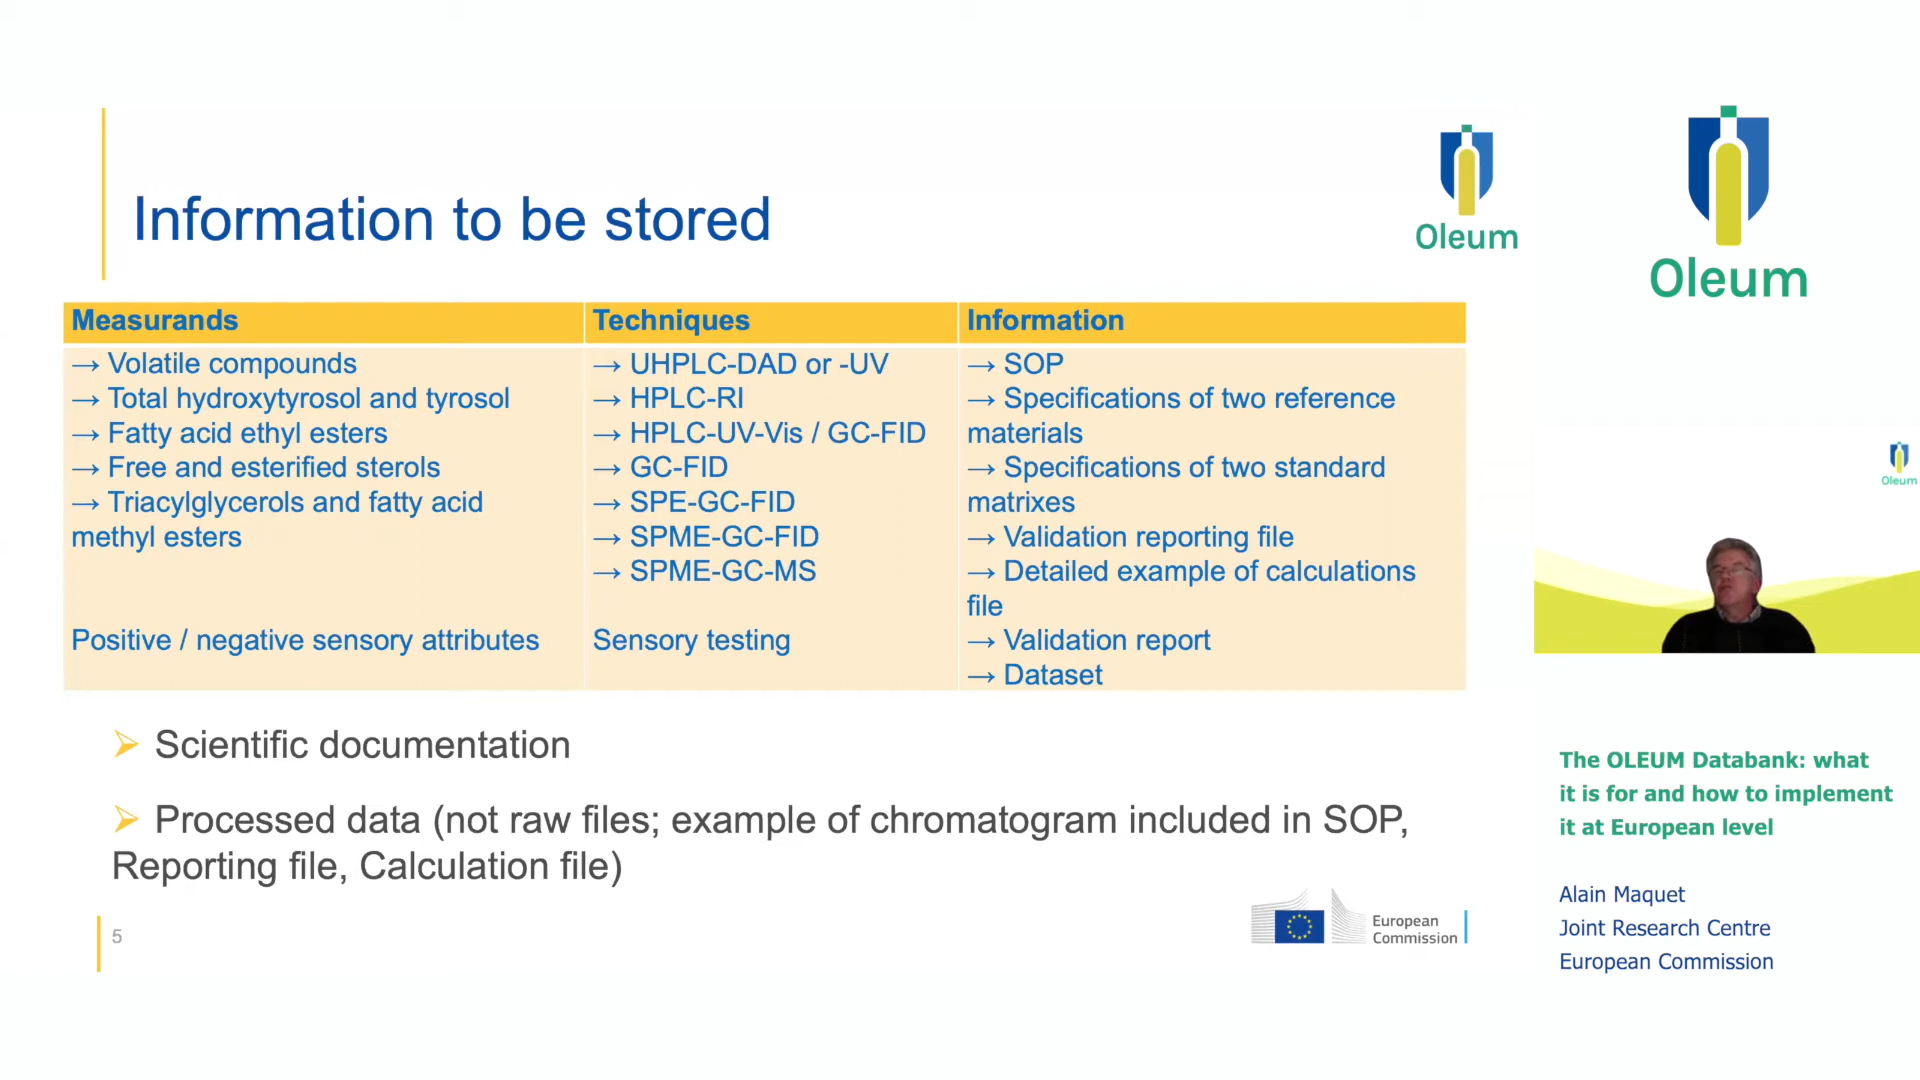 Information to be stored
Oleum
Oleum
Measurands
Techniques
Information
→ Volatile compounds
→ Total hydroxytyrosol and tyrosol
→ Fatty acid ethyl esters
→ Free and esterified sterols
→ Triacylglycerols and fatty acid
methyl esters
Positive / negative sensory attributes
→ UHPLC-DAD or -UV
→ HPLC-RI
→ HPLC-UV-Vis / GC-FID
→ GC-FID
→ SPE-GC-FID
→ SPME-GC-FID
→ SPME-GC-MS
Sensory testing
→ SOP
→ Specifications of two reference
materials
→ Specifications of two standard
matrixes
→ Validation reporting file
→ Detailed example of calculations
file
→ Validation report
→ Dataset
➢ Scientific documentation
➢ Processed data (not raw files; example of chromatogram included in SOP,
Reporting file, Calculation file)
5
European
Commission
Oleum
The OLEUM Databank: what
it is for and how to implement
it at European level
Alain Maquet
Joint Research Centre
European Commission